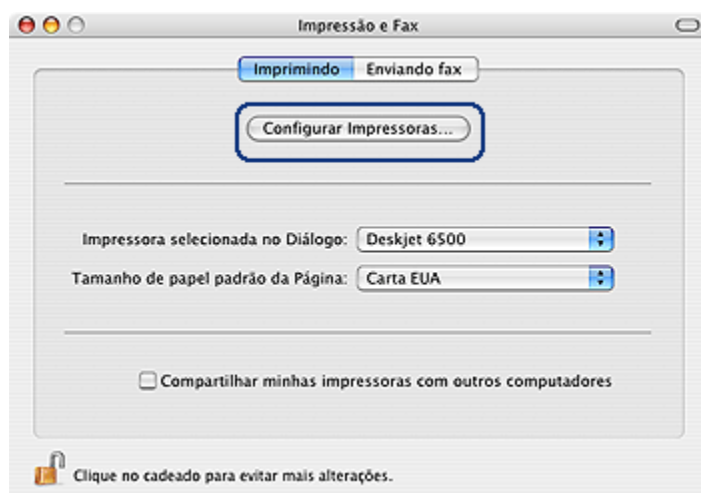 Impressão e Fax
Imprimindo Enviando fax
Configurar Impressoras...
Impressora selecionada no Diálogo: Deskjet 6500
Tamanho de papel padrão da Página: Carta EUA
Compartilhar minhas impressoras com outros computadores
Clique no cadeado para evitar mais alterações.